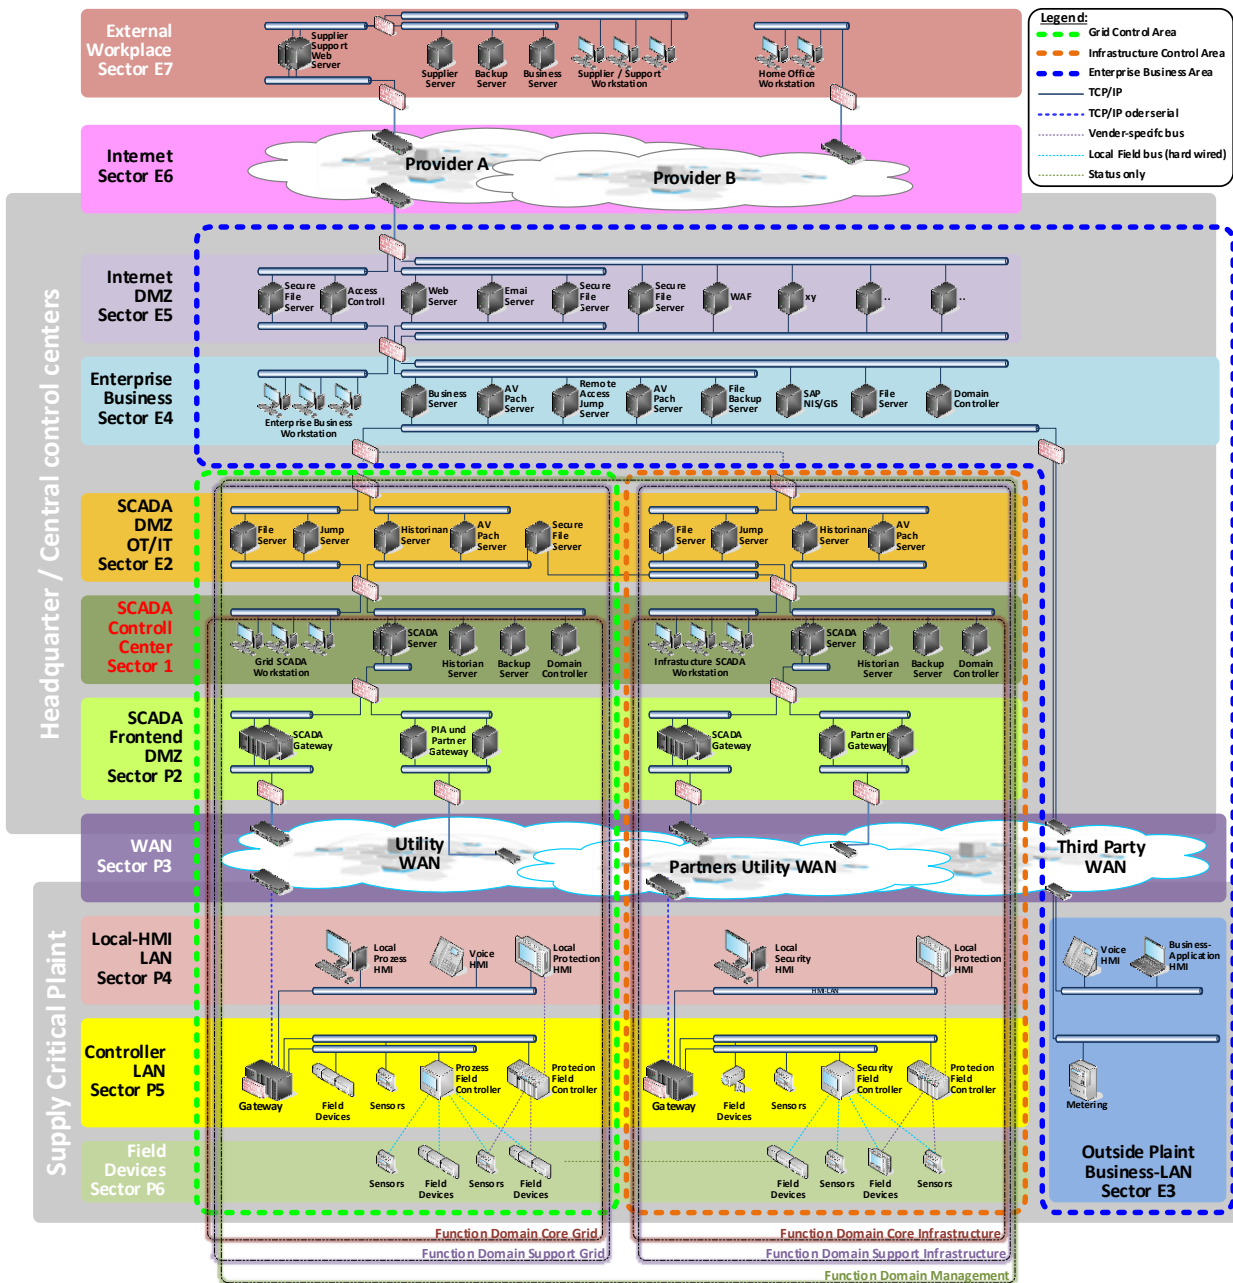 External
Workplace
Sector E7
Supplier
Support
Web
Server
Supplier
Server
Backup
Server
Business
Server
Supplier / Support
Workstation
Home Office
Workstation
Legend:
Grid Control Area
Infrastructure Control Area
Enterprise Business Area
TCP/IP
TCP/IP oder serial
Vender-specifc bus
Local Field bus (hard wired)
Status only
Internet
Sector E6
Provider A
Provider B
Headquarter / Central control centers
Internet
DMZ
Sector E5
Secure
File
Server
Access
Controll
Web
Server
Emai
Server
Secure
File
Server
Secure
File
Server
WAF
xy
..
..
Enterprise
Business
Sector E4
Enterprise Business
Workstation
Business
Server
AV
Pach
Server
Remote
Access
Jump
Server
AV
Pach
Server
File
Backup
Server
SAP
NIS/GIS
File
Server
Domain
Controller
SCADA
DMZ
OT/IT
Sector E2
File
Server
Jump
Server
Historinan
Server
AV
Pach
Server
Secure
File
Server
File
Server
Jump
Server
Historinan
Server
AV
Pach
Server
SCADA
Controll
Center
Sector 1
Grid SCADA
Workstation
SCADA
Server
Historian
Server
Backup
Server
Domain
Controller
Infrastucture SCADA
Workstation
SCADA
Server
Historian
Server
Backup
Server
Domain
Controller
SCADA
Frontend
DMZ
Sector P2
SCADA
Gateway
PIA und
Partner
Gateway
SCADA
Gateway
Partner
Gateway
WAN
Sector P3
Utility
WAN
Partners Utility WAN
Third Party
WAN
Supply Critical Plaint
Local-HMI
LAN
Sector P4
Local
Prozess
HMI
Voice
HMI
Local
Protection
HMI
Local
Security
HMI
Local
Protection
HMI
HMI-LAN
Voice
HMI
Business-
Application
HMI
Controller
LAN
Sector P5
Gateway
Field
Devices
Sensors
Prozess
Field
Controller
Protecion
Field
Controller
Gateway
Field
Devices
Sensors
Security
Field
Controller
Protecion
Field
Controller
Metering
Field
Devices
Sector P6
Sensors
Field
Devices
Sensors
Field
Devices
Field
Devices
Sensors
Field
Devices
Sensors
Outside Plaint
Business-LAN
Sector E3
Function Domain Core Grid
Function Domain Core Infrastructure
Function Domain Support Grid
Function Domain Support Infrastructure
Function Domain Management